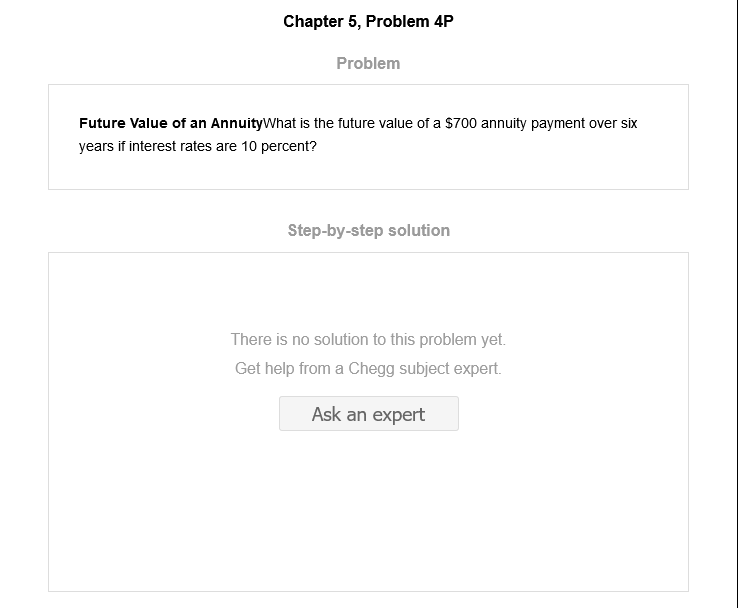 Chapter 5, Problem 4P
Problem
Future Value of an AnnuityWhat is the future value of a $700 annuity payment over six
years if interest rates are 10 percent?
Step-by-step solution
There is no solution to this problem yet.
Get help from a Chegg subject expert.
Ask an expert